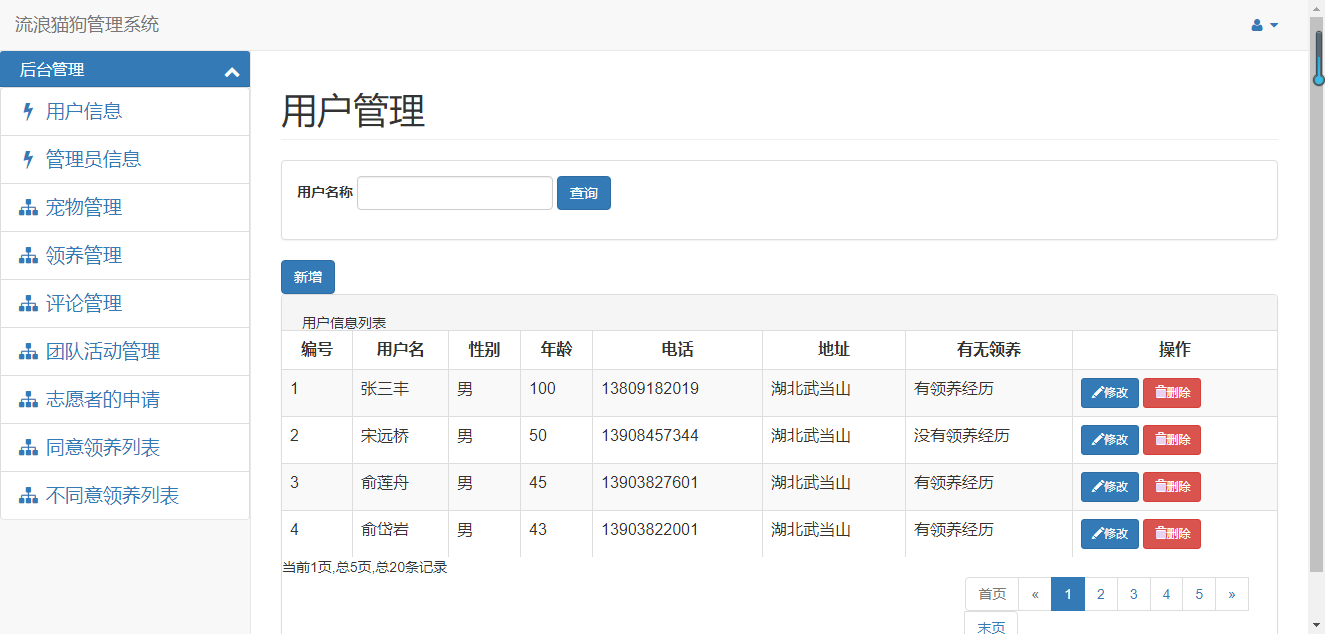 流浪猫狗管理系统
后台管理
用户信息
管理员信息
宠物管理
领养管理
评论管理
团队活动管理
志愿者的申请
同意领养列表
不同意领养列表
用户管理
用户名称 查询
新增
用户信息列表
编号 用户名 性别 年龄 电话 地址 有无领养 操作
1 张三丰 男 100 13809182019 湖北武当山 有领养经历 修改 删除
2 宋远桥 男 50 13908457344 湖北武当山 没有领养经历 修改 删除
3 俞莲舟 男 45 13903827601 湖北武当山 有领养经历 修改 删除
4 俞岱岩 男 43 13903822001 湖北武当山 有领养经历 修改 删除
当前1页,总5页,总20条记录
首页 « 1 2 3 4 5 »
末页